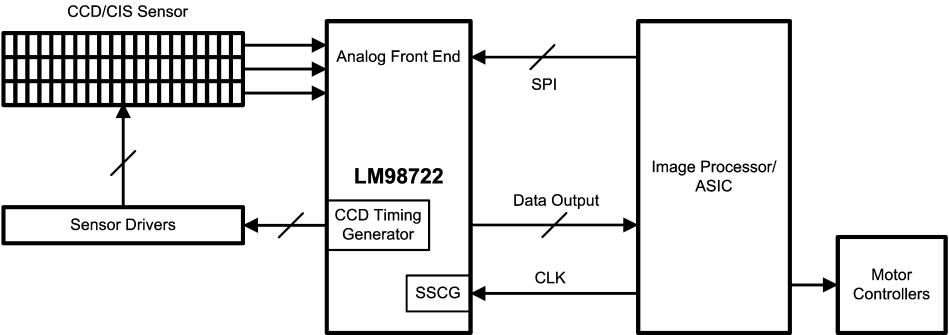 CCD/CIS Sensor
Analog Front End
SPI
Image Processor/
ASIC
LM98722
CCD Timing
Generator
Sensor Drivers
Data Output
SSCG
CLK
Motor
Controllers